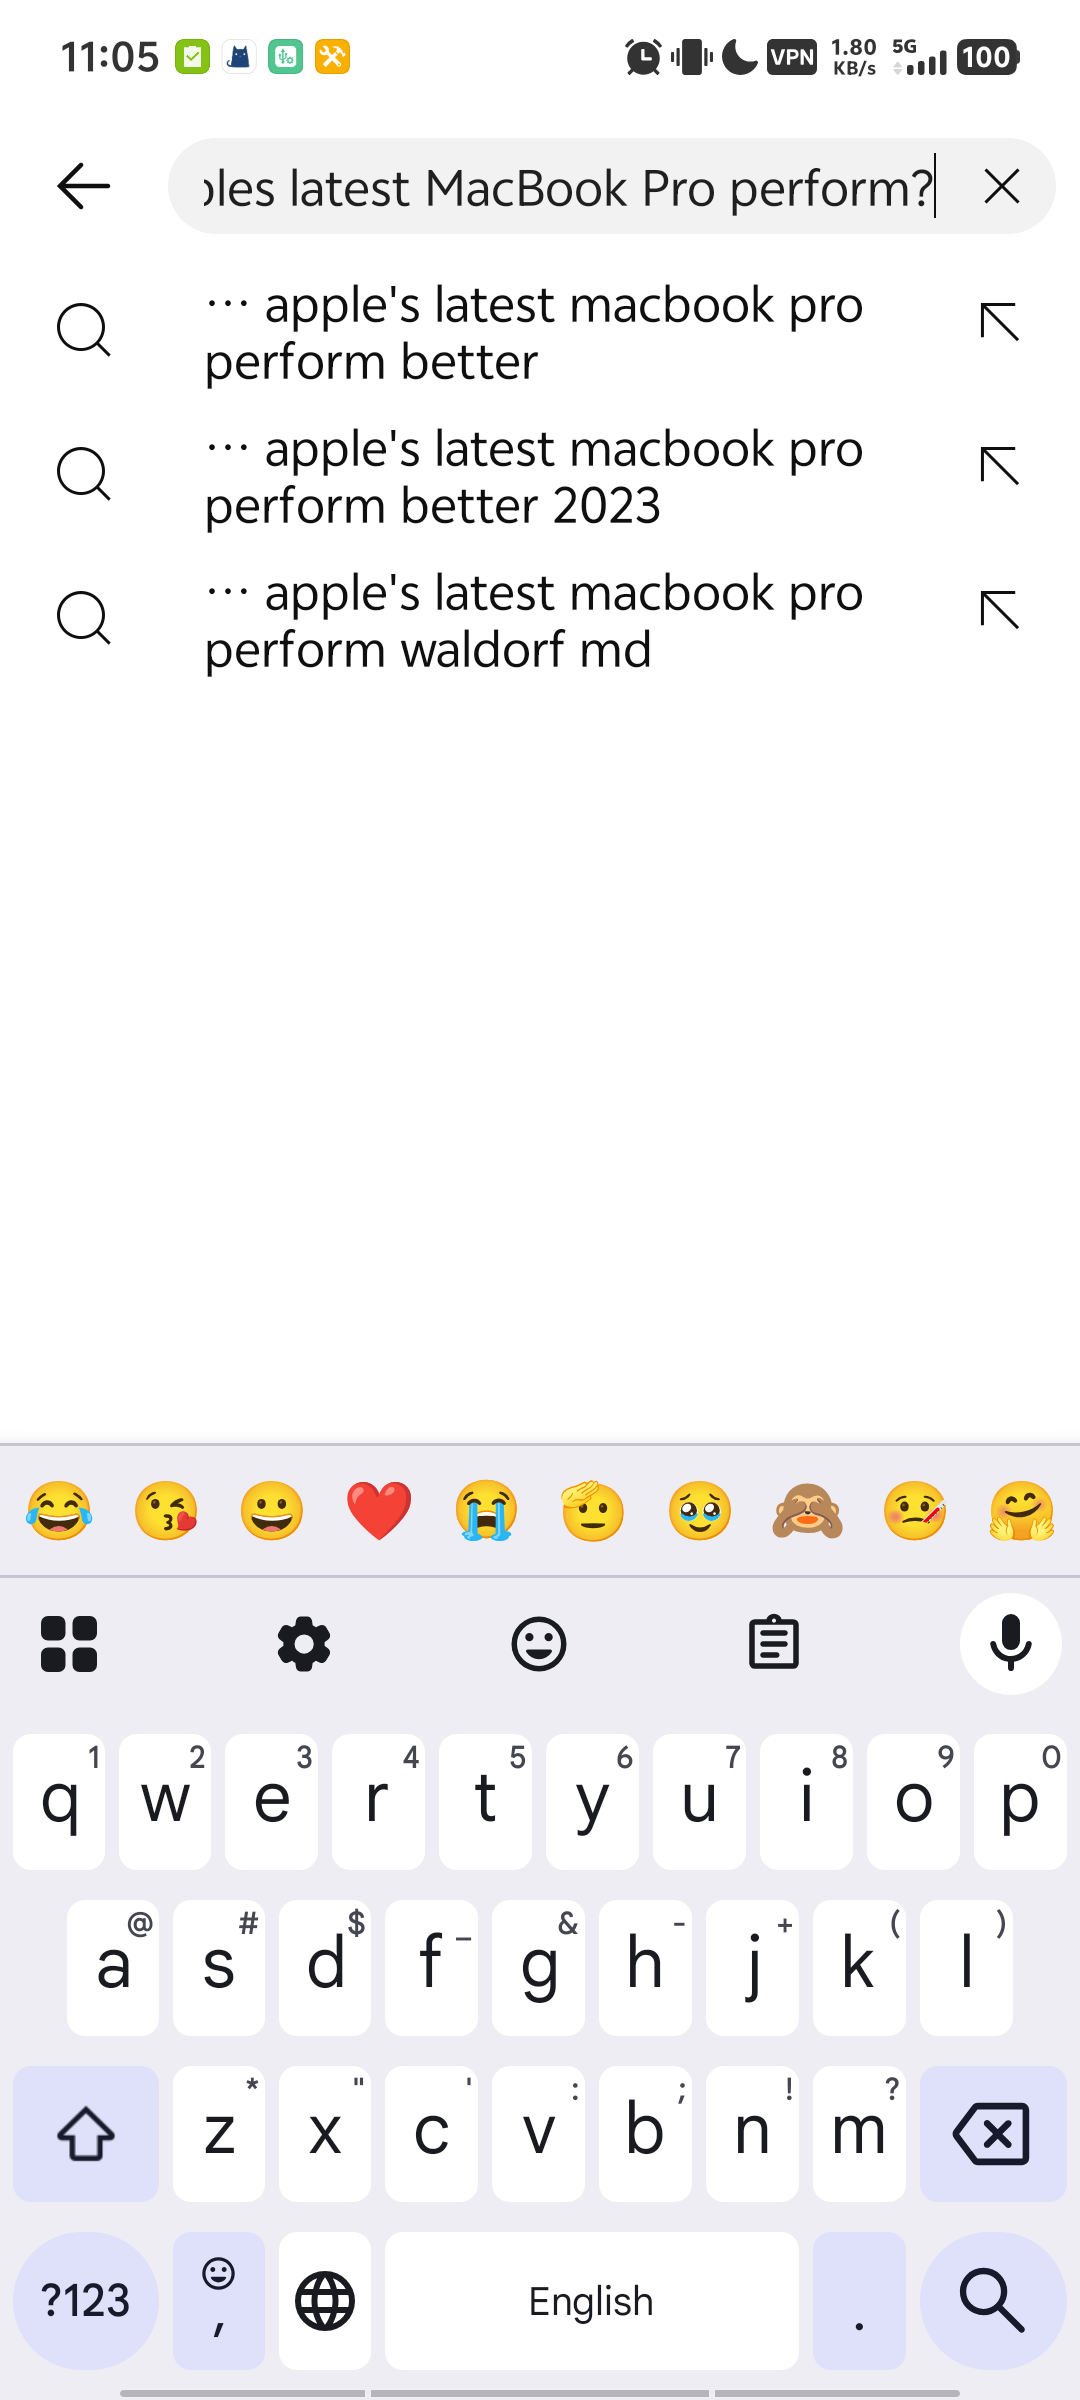 11:05 VPN 1.80 KB/s 5G 100
ples latest MacBook Pro perform?
··· apple's latest macbook pro
perform better
··· apple's latest macbook pro
perform better 2023
··· apple's latest macbook pro
perform waldorf md
1 2 3 4 5 6 7 8 9 0
q w e r t y u i o p
@ # $ _ & - + ( )
a s d f g h j k l
* " ' : ; ! ?
z x c v b n m
?123 , English .